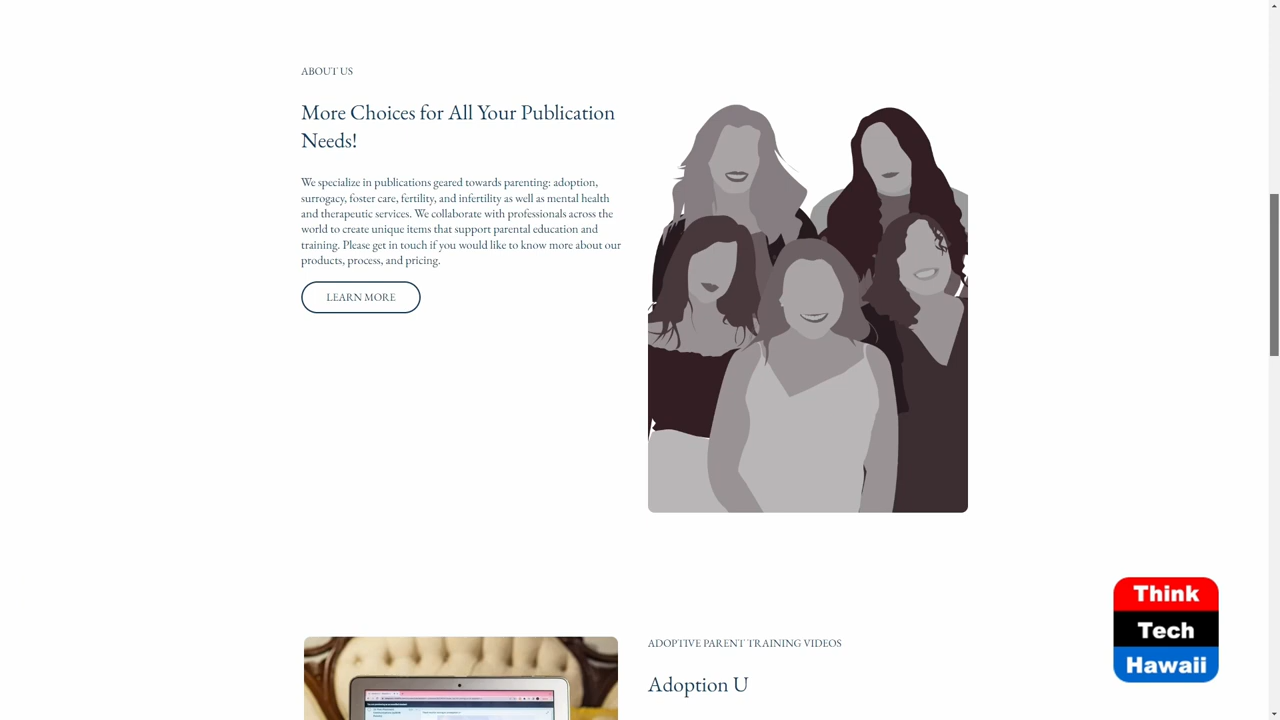 ABOUT US
More Choices for All Your Publication
Needs!
We specialize in publications geared towards parenting: adoption,
surrogacy, foster care, fertility, and infertility as well as mental health
and therapeutic services. We collaborate with professionals across the
world to create unique items that support parental education and
training. Please get in touch if you would like to know more about our
products, process, and pricing.
LEARN MORE
ADOPTIVE PARENT TRAINING VIDEOS
Adoption U
Think
Tech
Hawaii